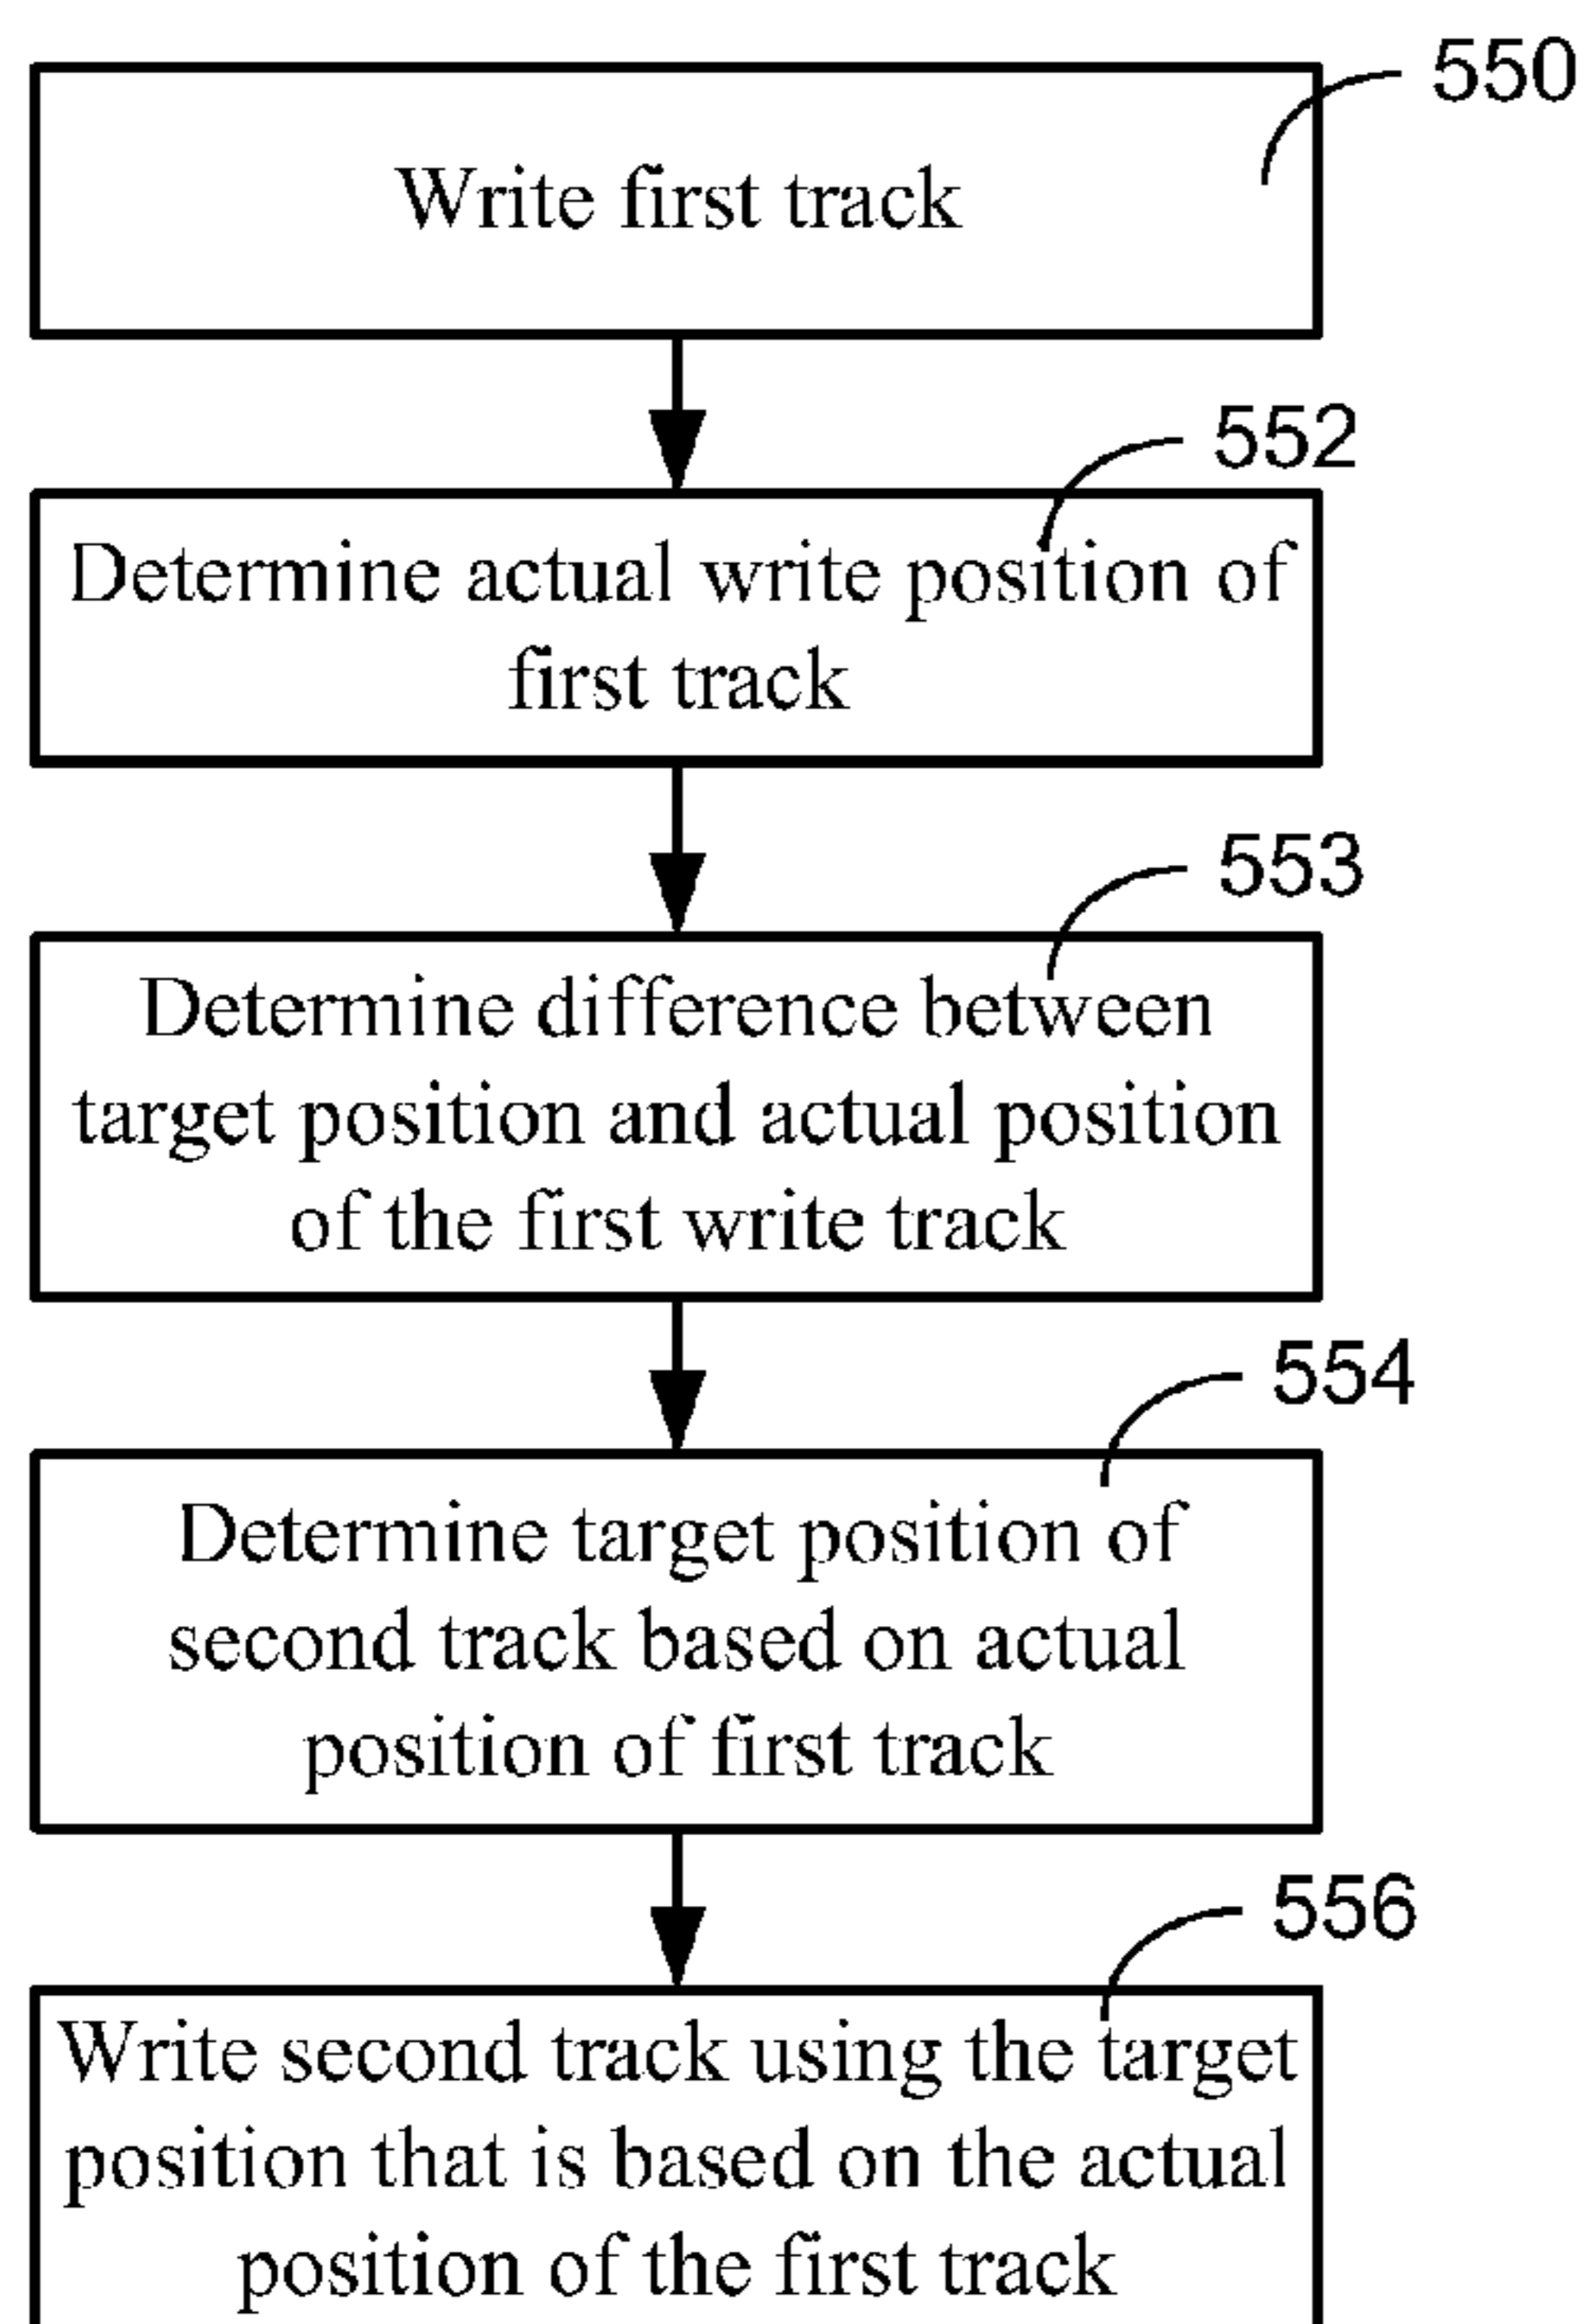 550
Write first track
552
Determine actual write position of
first track
553
Determine difference between
target position and actual position
of the first write track
554
Determine target position of
second track based on actual
position of first track
556
Write second track using the target
position that is based on the actual
position of the first track